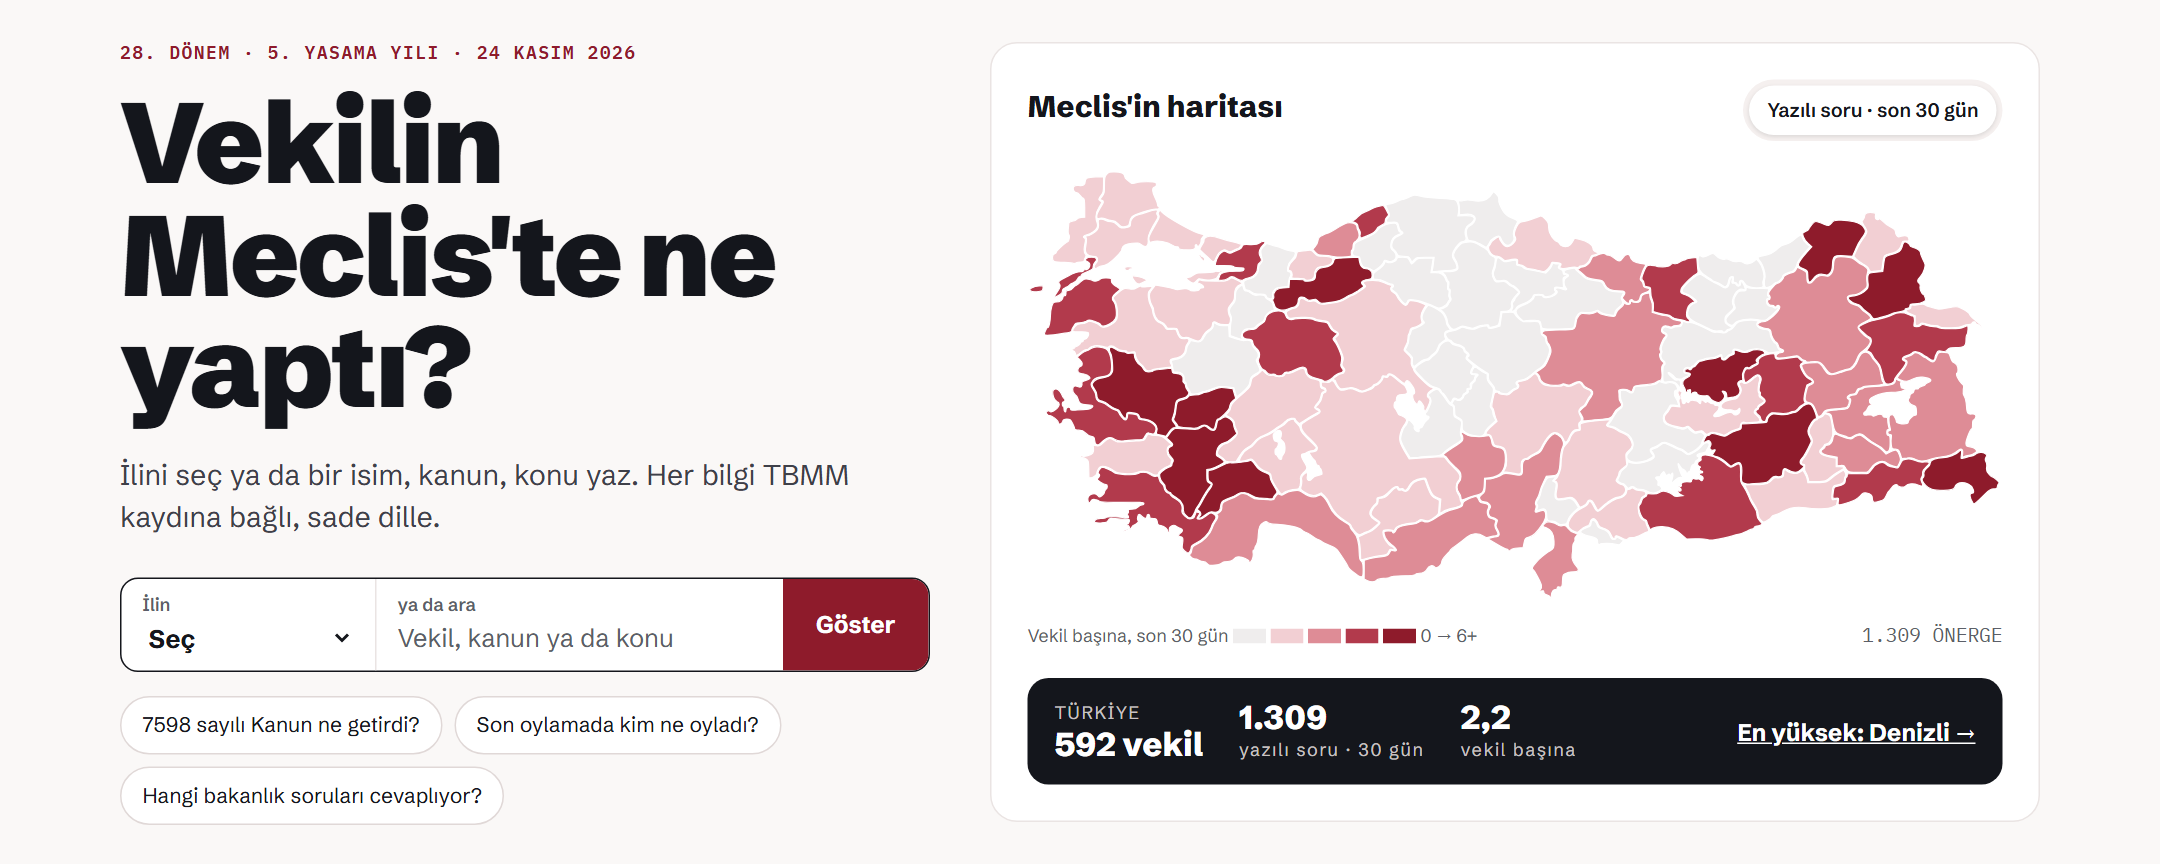 28. DÖNEM · 5. YASAMA YILI · 24 KASIM 2026
Vekilin
Meclis'te ne
yaptı?
İlini seç ya da bir isim, kanun, konu yaz. Her bilgi TBMM
kaydına bağlı, sade dille.
İlin
Seç
ya da ara
Vekil, kanun ya da konu
Göster
7598 sayılı Kanun ne getirdi?
Son oylamada kim ne oyladı?
Hangi bakanlık soruları cevaplıyor?
Meclis'in haritası
Yazılı soru · son 30 gün
Vekil başına, son 30 gün
0 → 6+
1.309 ÖNERGE
TÜRKİYE
592 vekil
1.309
yazılı soru · 30 gün
2,2
vekil başına
En yüksek: Denizli →